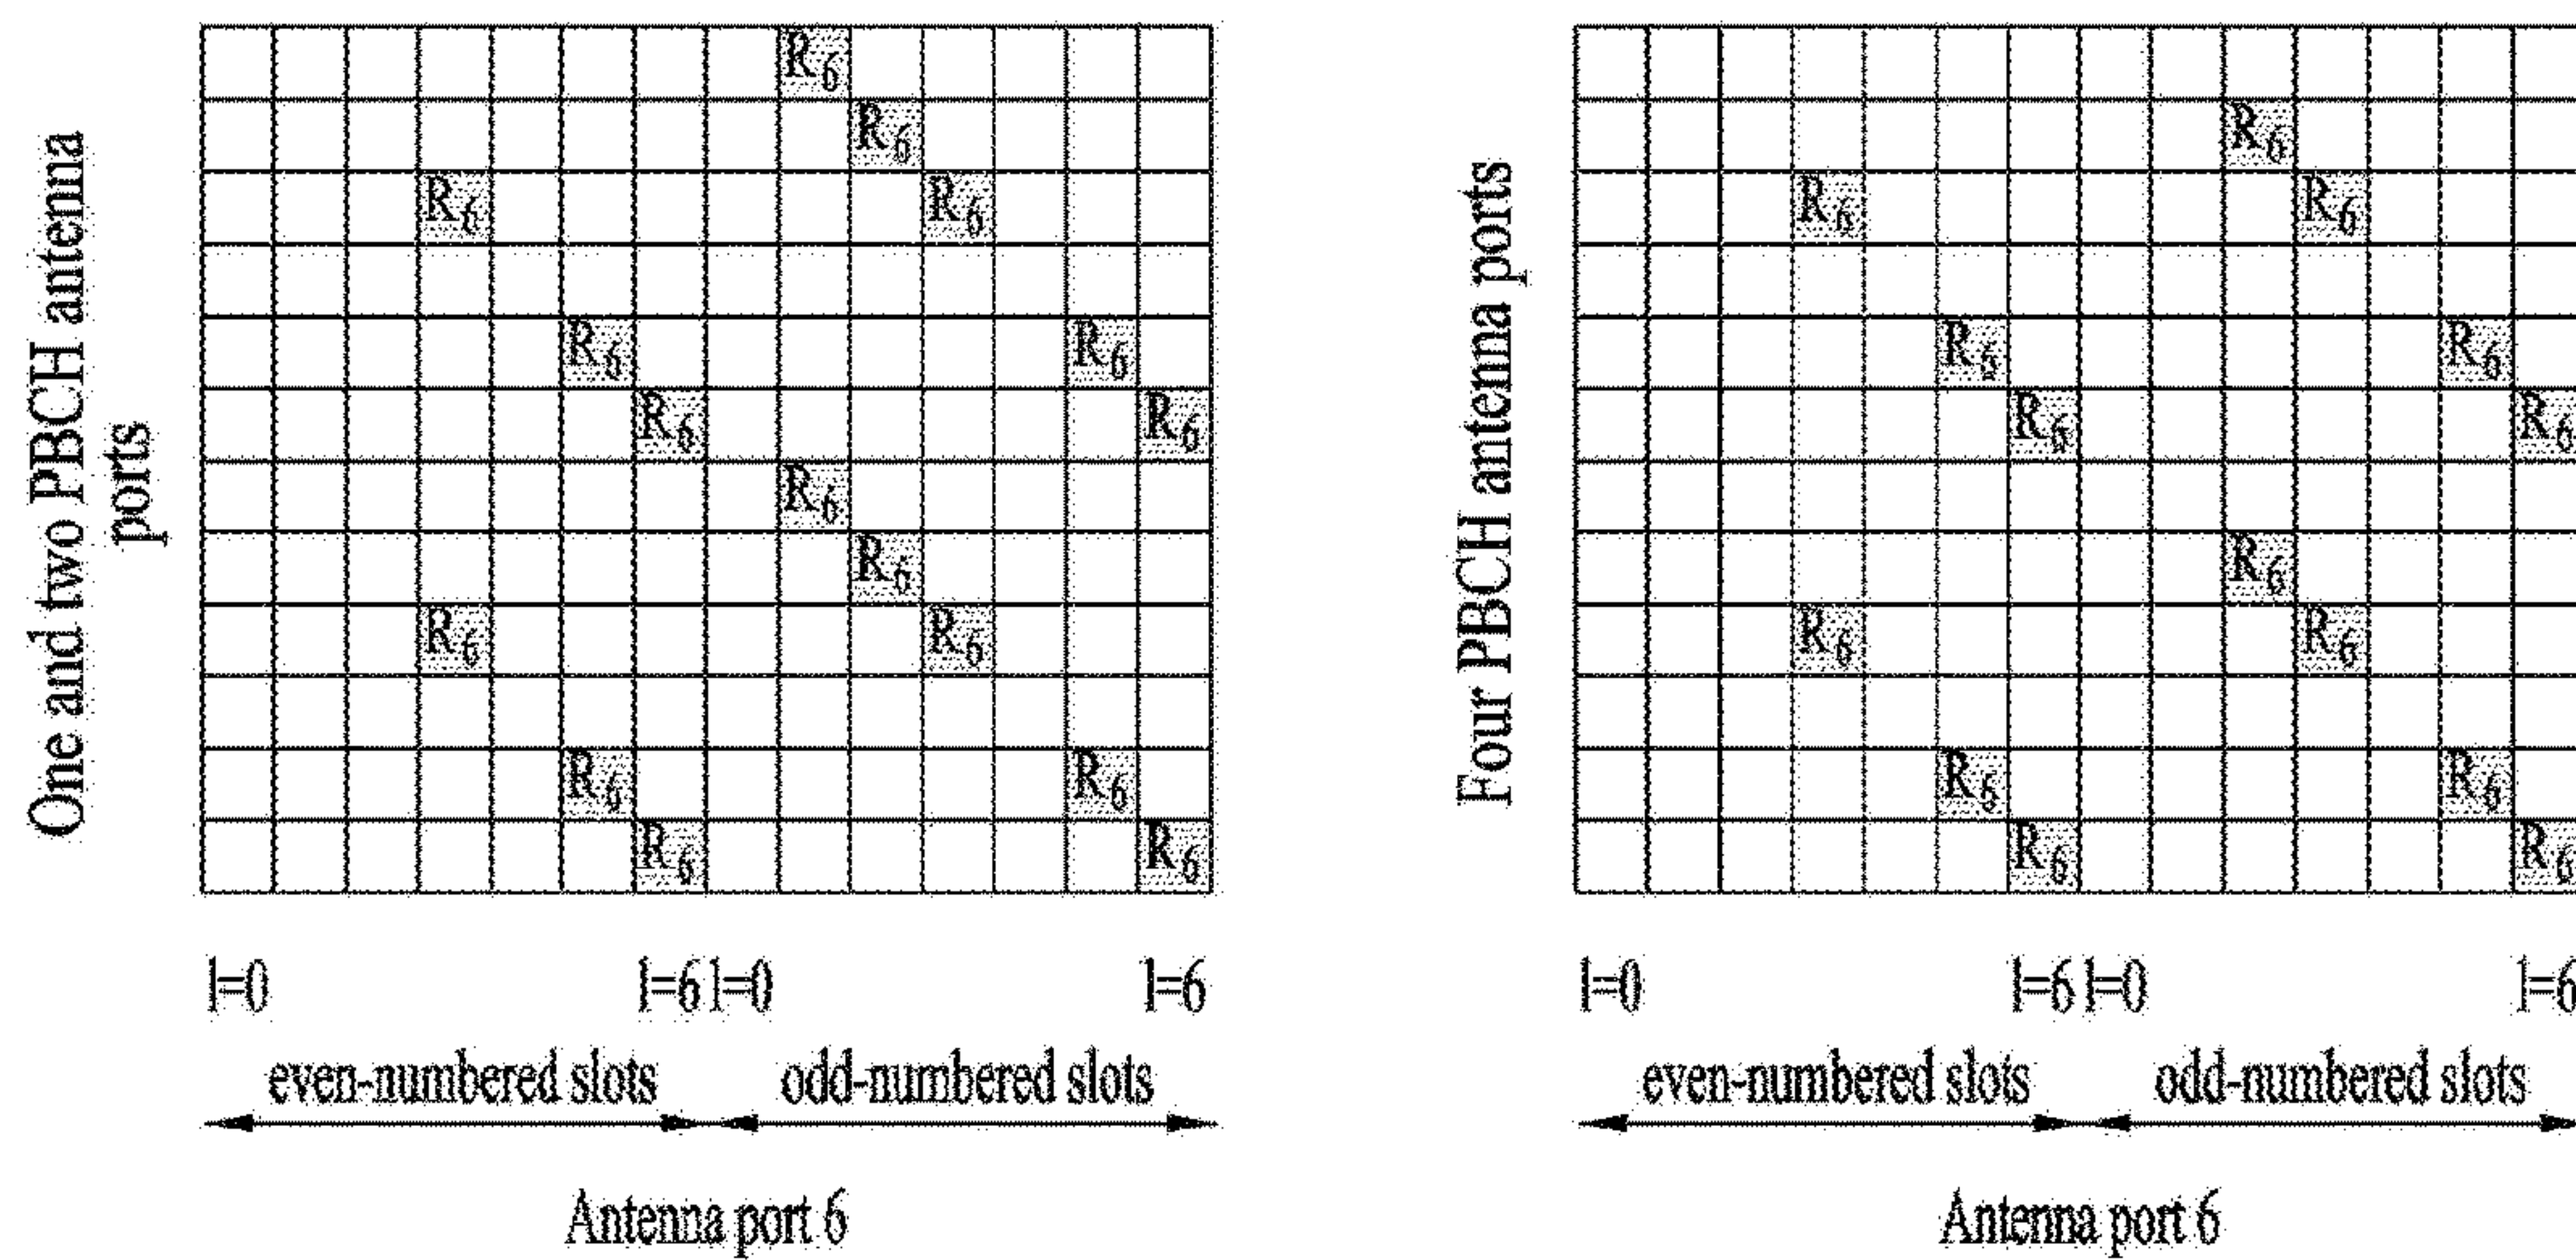 One and two PBCH antenna
ports
R6
R6
R6 R6
R6 R6
R6 R6
R6
R6
R6 R6
R6 R6
R6 R6
l=0 l=6 l=0 l=6
even-numbered slots odd-numbered slots
Antenna port 6
Four PBCH antenna ports
R6
R6 R6
R6 R6
R6 R6
R6
R6 R6
R6 R6
R6 R6
l=0 l=6 l=0 l=6
even-numbered slots odd-numbered slots
Antenna port 6